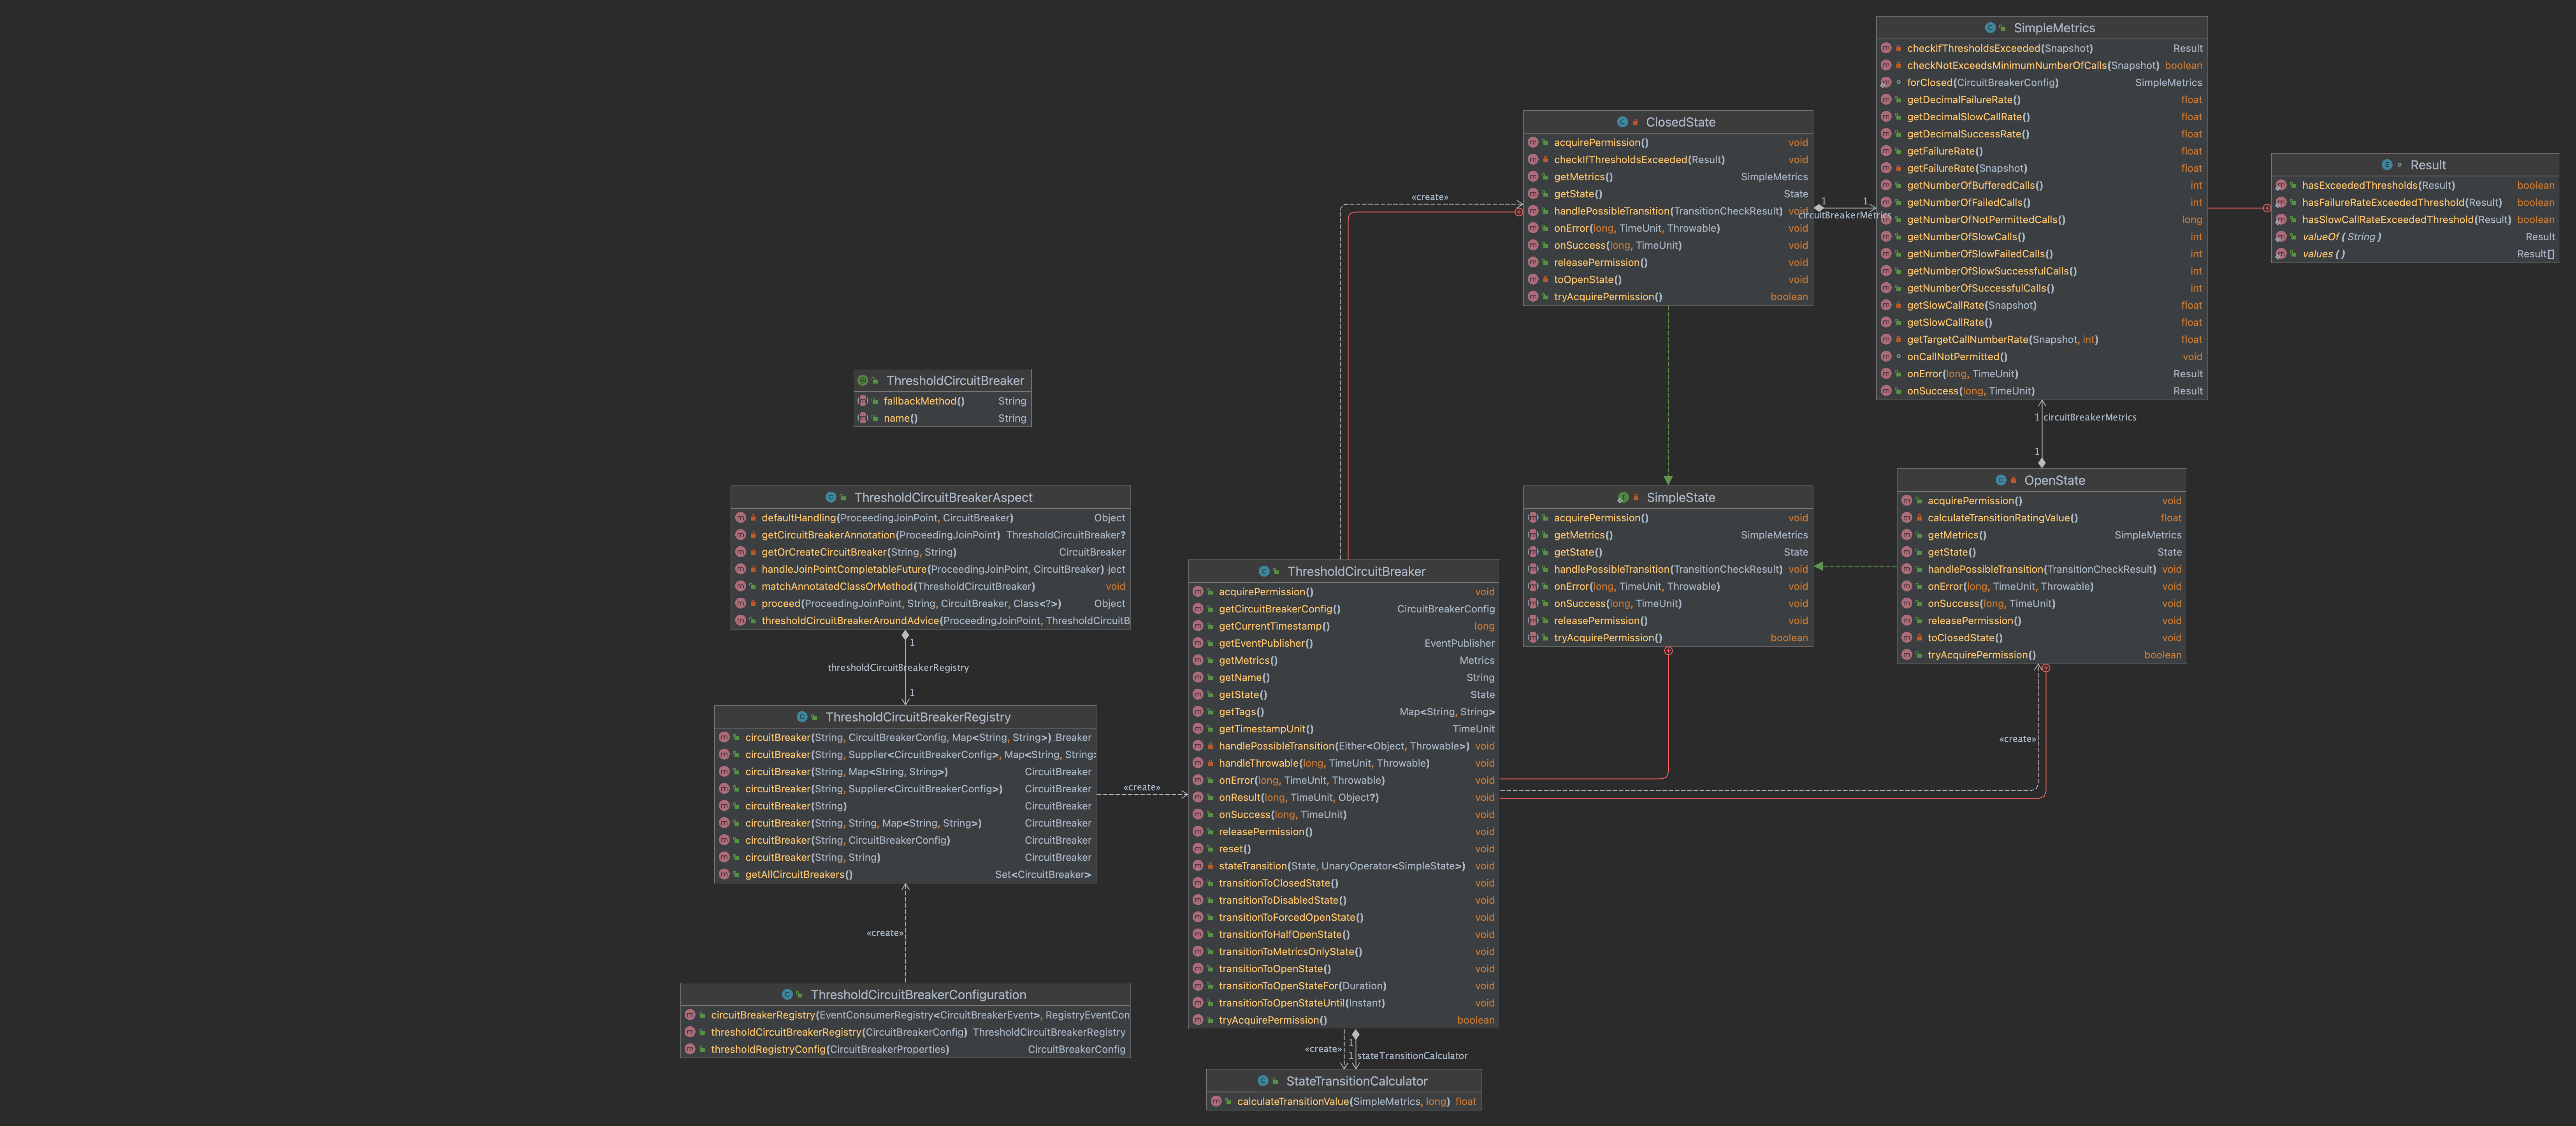 SimpleMetrics
checkIfThresholdsExceeded(Snapshot) Result
checkNotExceedsMinimumNumberOfCalls(Snapshot) boolean
forClosed(CircuitBreakerConfig) SimpleMetrics
getDecimalFailureRate() float
getDecimalSlowCallRate() float
getDecimalSuccessRate() float
getFailureRate() float
getFailureRate(Snapshot) float
getNumberOfBufferedCalls() int
getNumberOfFailedCalls() int
getNumberOfNotPermittedCalls() long
getNumberOfSlowCalls() int
getNumberOfSlowFailedCalls() int
getNumberOfSlowSuccessfulCalls() int
getNumberOfSuccessfulCalls() int
getSlowCallRate(Snapshot) float
getSlowCallRate() float
getTargetCallNumberRate(Snapshot, int) float
onCallNotPermitted() void
onError(long, TimeUnit) Result
onSuccess(long, TimeUnit) Result
ClosedState
acquirePermission() void
checkIfThresholdsExceeded(Result) void
getMetrics() SimpleMetrics
getState() State
handlePossibleTransition(TransitionCheckResult) void
onError(long, TimeUnit, Throwable) void
onSuccess(long, TimeUnit) void
releasePermission() void
toOpenState() void
tryAcquirePermission() boolean
1 1
circuitBreakerMetrics
Result
hasExceededThresholds(Result) boolean
hasFailureRateExceededThreshold(Result) boolean
hasSlowCallRateExceededThreshold(Result) boolean
valueOf ( String ) Result
values ( ) Result[]
«create»
ThresholdCircuitBreaker
fallbackMethod() String
name() String
1 circuitBreakerMetrics
1
ThresholdCircuitBreakerAspect
defaultHandling(ProceedingJoinPoint, CircuitBreaker) Object
getCircuitBreakerAnnotation(ProceedingJoinPoint) ThresholdCircuitBreaker?
getOrCreateCircuitBreaker(String, String) CircuitBreaker
handleJoinPointCompletableFuture(ProceedingJoinPoint, CircuitBreaker) ject
matchAnnotatedClassOrMethod(ThresholdCircuitBreaker) void
proceed(ProceedingJoinPoint, String, CircuitBreaker, Class<?>) Object
thresholdCircuitBreakerAroundAdvice(ProceedingJoinPoint, ThresholdCircuitB
1
thresholdCircuitBreakerRegistry
1
SimpleState
acquirePermission() void
getMetrics() SimpleMetrics
getState() State
handlePossibleTransition(TransitionCheckResult) void
onError(long, TimeUnit, Throwable) void
onSuccess(long, TimeUnit) void
releasePermission() void
tryAcquirePermission() boolean
OpenState
acquirePermission() void
calculateTransitionRatingValue() float
getMetrics() SimpleMetrics
getState() State
handlePossibleTransition(TransitionCheckResult) void
onError(long, TimeUnit, Throwable) void
onSuccess(long, TimeUnit) void
releasePermission() void
toClosedState() void
tryAcquirePermission() boolean
«create»
ThresholdCircuitBreakerRegistry
circuitBreaker(String, CircuitBreakerConfig, Map<String, String>) Breaker
circuitBreaker(String, Supplier<CircuitBreakerConfig>, Map<String, String>
circuitBreaker(String, Map<String, String>) CircuitBreaker
circuitBreaker(String, Supplier<CircuitBreakerConfig>) CircuitBreaker
circuitBreaker(String) CircuitBreaker
circuitBreaker(String, String, Map<String, String>) CircuitBreaker
circuitBreaker(String, CircuitBreakerConfig) CircuitBreaker
circuitBreaker(String, String) CircuitBreaker
getAllCircuitBreakers() Set<CircuitBreaker>
«create»
ThresholdCircuitBreaker
acquirePermission() void
getCircuitBreakerConfig() CircuitBreakerConfig
getCurrentTimestamp() long
getEventPublisher() EventPublisher
getMetrics() Metrics
getName() String
getState() State
getTags() Map<String, String>
getTimestampUnit() TimeUnit
handlePossibleTransition(Either<Object, Throwable>) void
handleThrowable(long, TimeUnit, Throwable) void
onError(long, TimeUnit, Throwable) void
onResult(long, TimeUnit, Object?) void
onSuccess(long, TimeUnit) void
releasePermission() void
reset() void
stateTransition(State, UnaryOperator<SimpleState>) void
transitionToClosedState() void
transitionToDisabledState() void
transitionToForcedOpenState() void
transitionToHalfOpenState() void
transitionToMetricsOnlyState() void
transitionToOpenState() void
transitionToOpenStateFor(Duration) void
transitionToOpenStateUntil(Instant) void
tryAcquirePermission() boolean
«create»
ThresholdCircuitBreakerConfiguration
circuitBreakerRegistry(EventConsumerRegistry<CircuitBreakerEvent>, RegistryEventCon
thresholdCircuitBreakerRegistry(CircuitBreakerConfig) ThresholdCircuitBreakerRegistry
thresholdRegistryConfig(CircuitBreakerProperties) CircuitBreakerConfig
1
«create» 1 stateTransitionCalculator
StateTransitionCalculator
calculateTransitionValue(SimpleMetrics, long) float